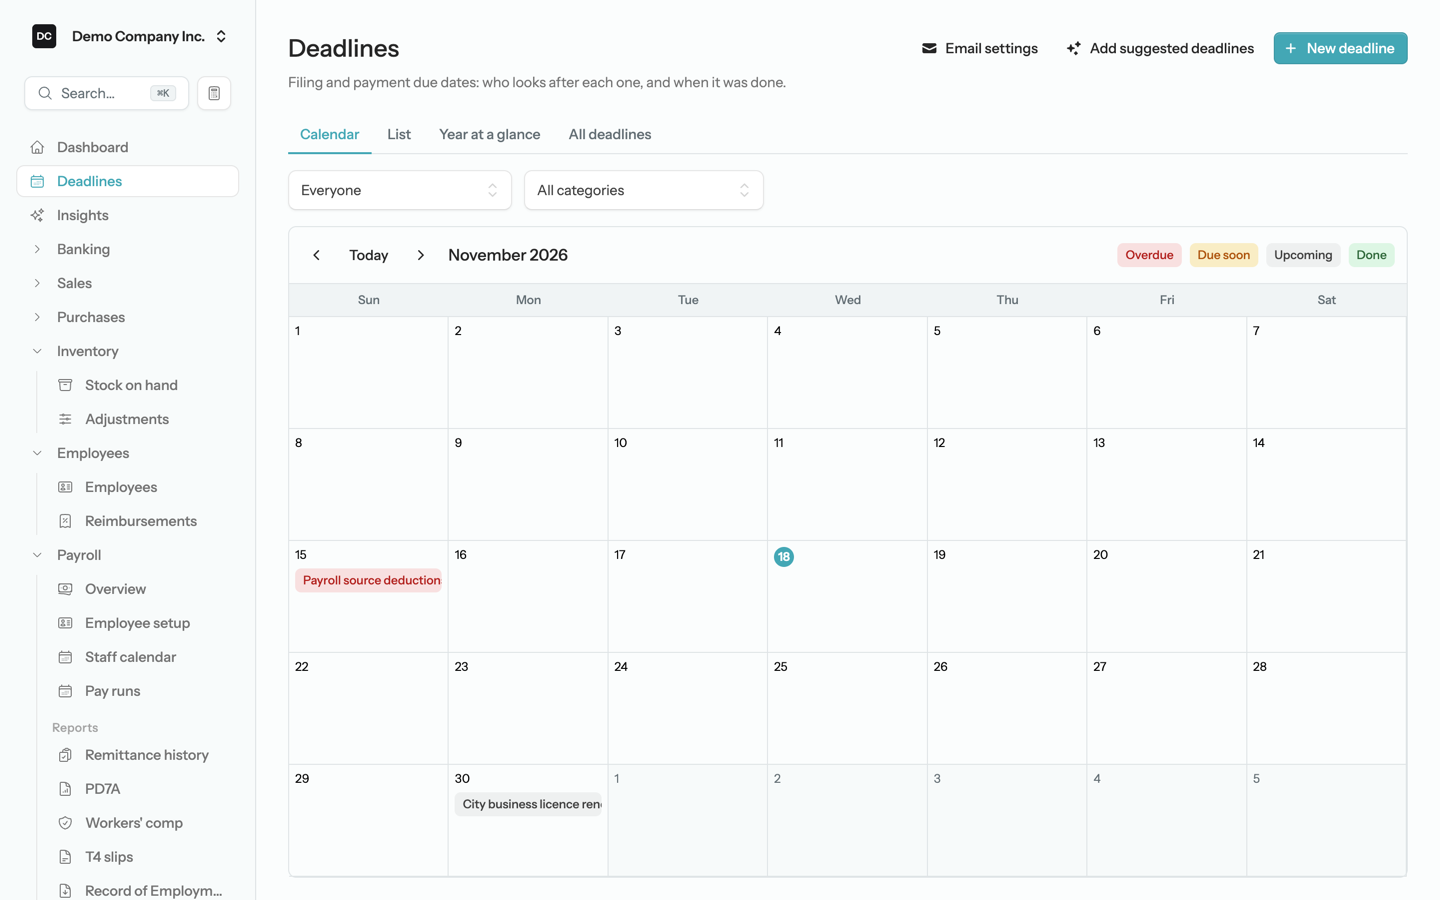 DC Demo Company Inc.
Search... ⌘K
Dashboard
Deadlines
Insights
Banking
Sales
Purchases
Inventory
Stock on hand
Adjustments
Employees
Employees
Reimbursements
Payroll
Overview
Employee setup
Staff calendar
Pay runs
Reports
Remittance history
PD7A
Workers' comp
T4 slips
Record of Employm...
Deadlines
Email settings
Add suggested deadlines
+ New deadline
Filing and payment due dates: who looks after each one, and when it was done.
Calendar List Year at a glance All deadlines
Everyone
All categories
Today
November 2026
Overdue Due soon Upcoming Done
Sun Mon Tue Wed Thu Fri Sat
1 2 3 4 5 6 7
8 9 10 11 12 13 14
15 16 17 18 19 20 21
Payroll source deduction
22 23 24 25 26 27 28
29 30 1 2 3 4 5
City business licence ren